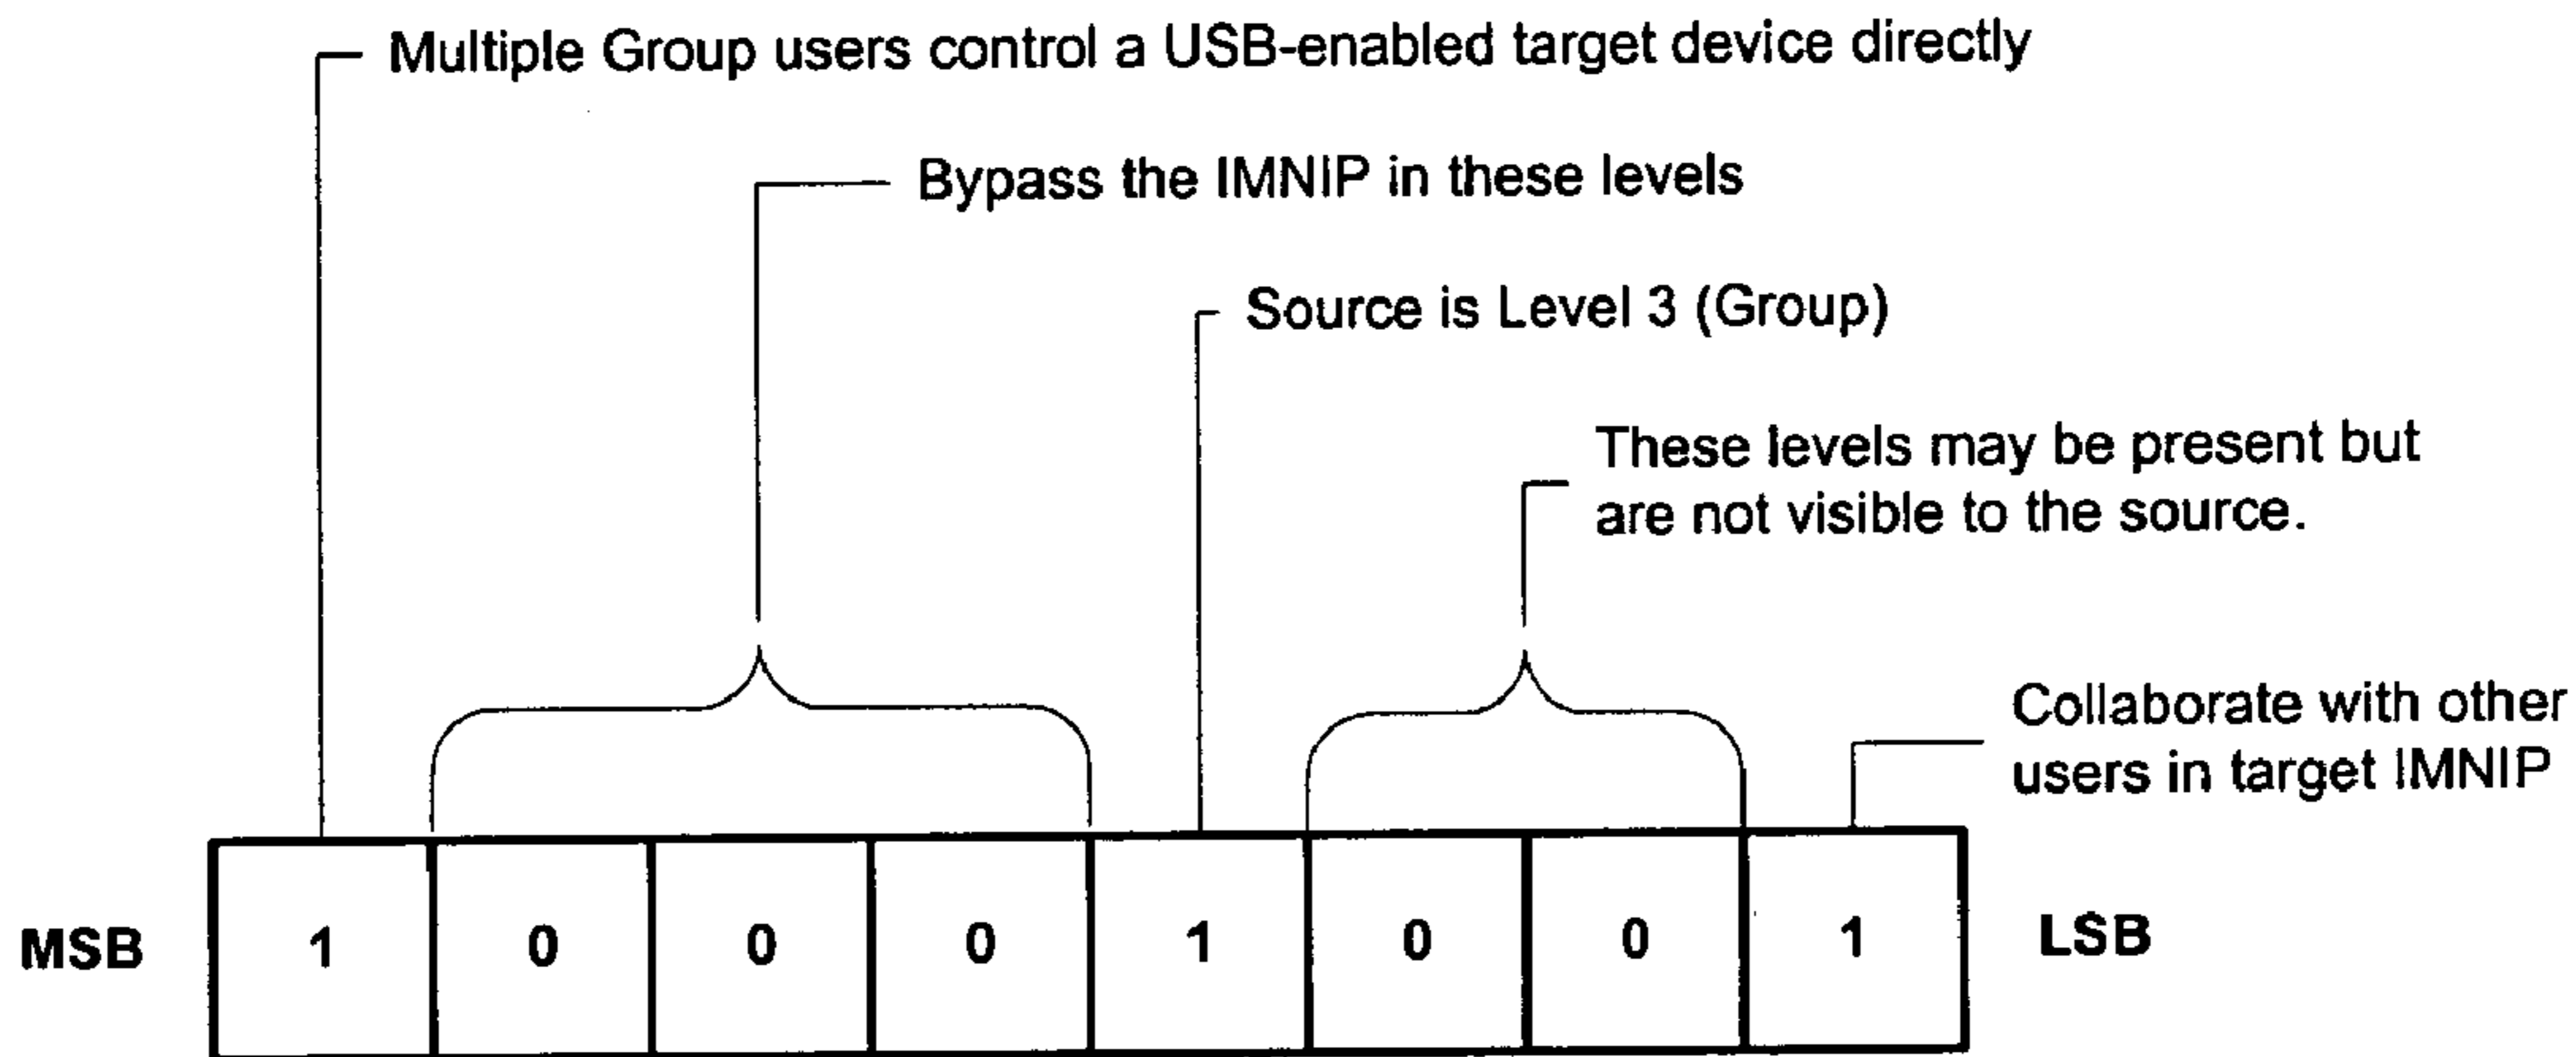 Multiple Group users control a USB-enabled target device directly
Bypass the IMNIP in these levels
Source is Level 3 (Group)
These levels may be present but
are not visible to the source.
Collaborate with other
users in target IMNIP
MSB 1 0 0 0 1 0 0 1 LSB